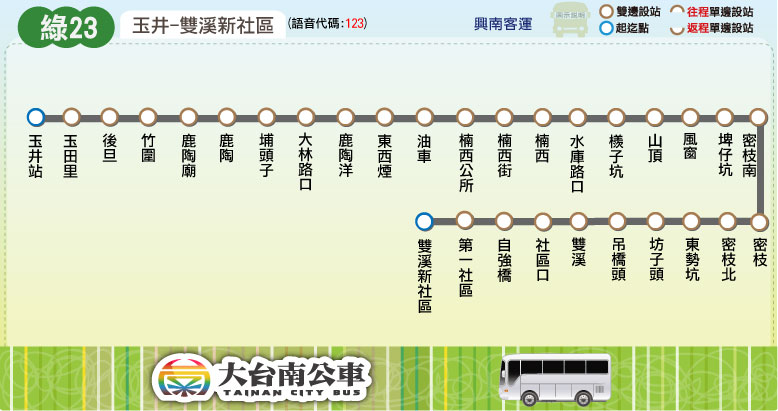 綠23
玉井-雙溪新社區
(語音代碼:123)
興南客運
圖示說明
雙邊設站
起迄點
往程單邊設站
返程單邊設站
玉井站
玉田里
後旦
竹圍
鹿陶廟
鹿陶
埔頭子
大林路口
鹿陶洋
東西煙
油車
楠西公所
楠西街
楠西
水庫路口
檨子坑
山頂
風窗
埤仔坑
密枝南
密枝
密枝北
東勢坑
坊子頭
吊橋頭
雙溪
社區口
自強橋
第一社區
雙溪新社區
大台南公車
TAINAN CITY BUS